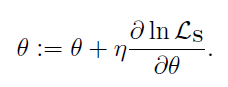 θ := θ + η ∂ ln ℒ_S / ∂θ .